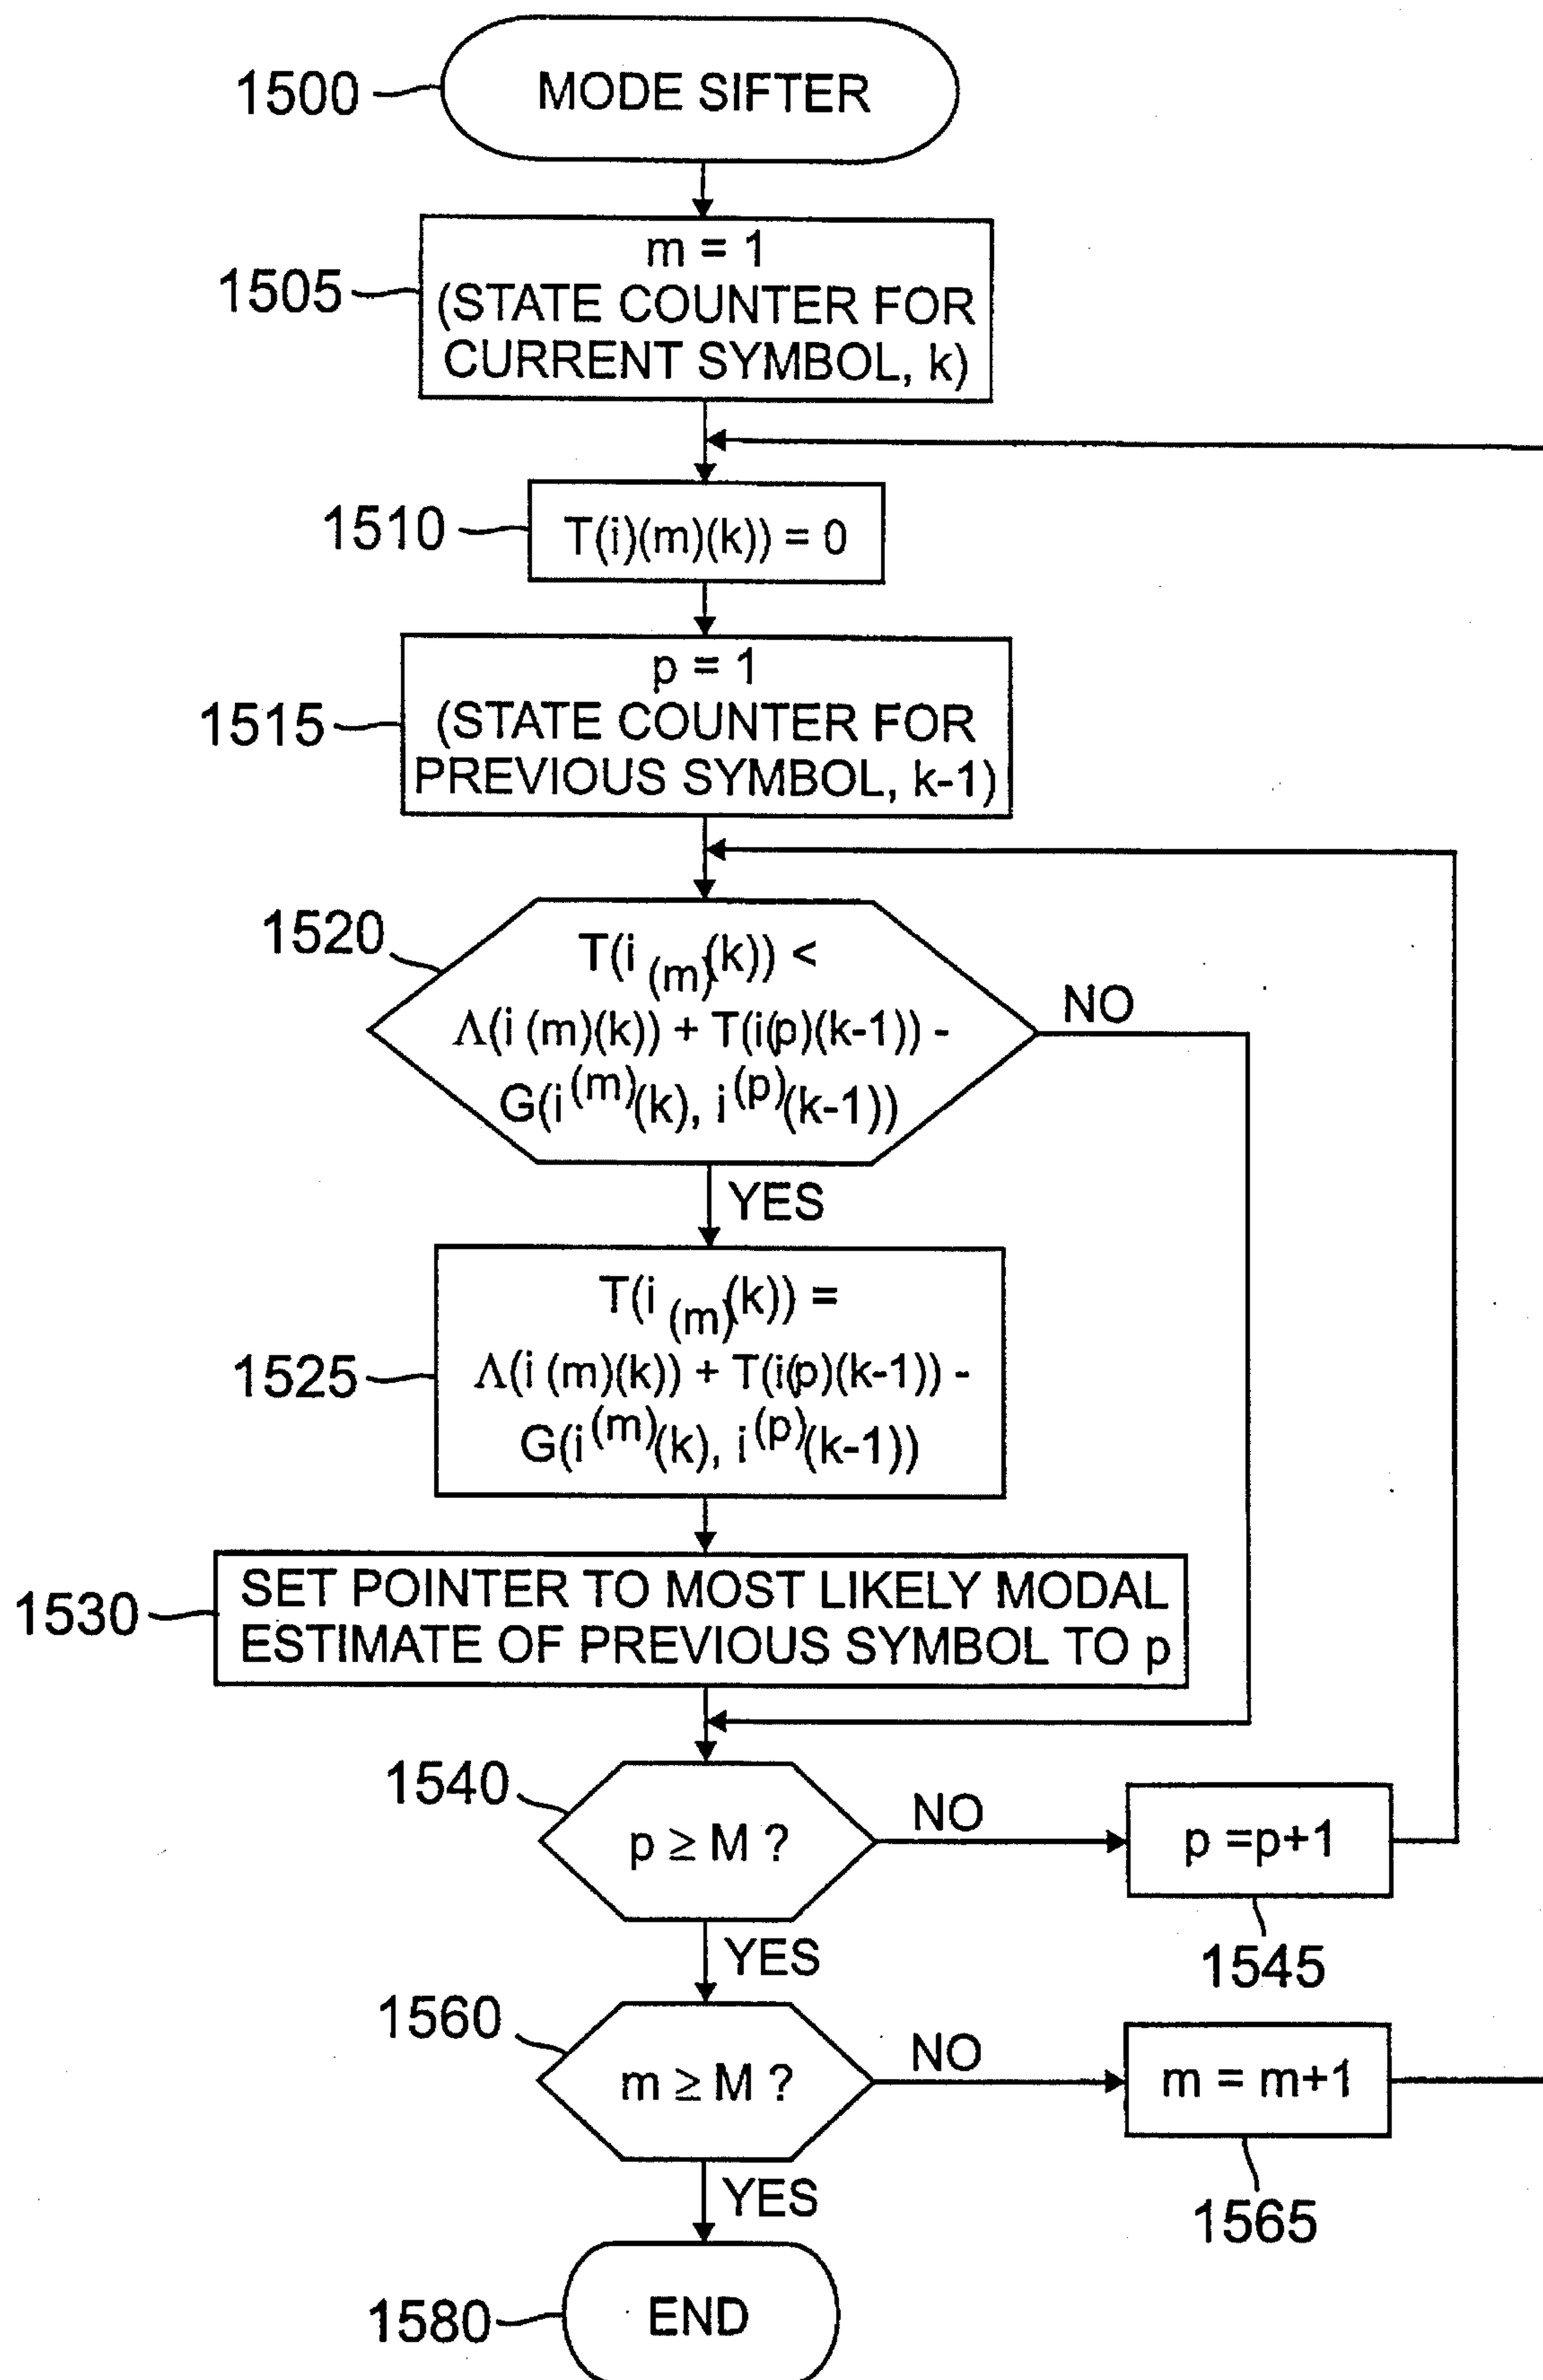 1500
MODE SIFTER
1505
m = 1
(STATE COUNTER FOR
CURRENT SYMBOL, k)
1510
T(i)(m)(k)) = 0
1515
p = 1
(STATE COUNTER FOR
PREVIOUS SYMBOL, k-1)
1520
T(i (m)(k)) <
Λ(i (m)(k)) + T(i(p)(k-1)) -
G(i(m)(k), i(p)(k-1))
NO
YES
1525
T(i (m)(k)) =
Λ(i (m)(k)) + T(i(p)(k-1)) -
G(i(m)(k), i(p)(k-1))
1530
SET POINTER TO MOST LIKELY MODAL
ESTIMATE OF PREVIOUS SYMBOL TO p
1540
p ≥ M ?
NO
p =p+1
1545
YES
1560
m ≥ M ?
NO
m = m+1
1565
YES
1580
END